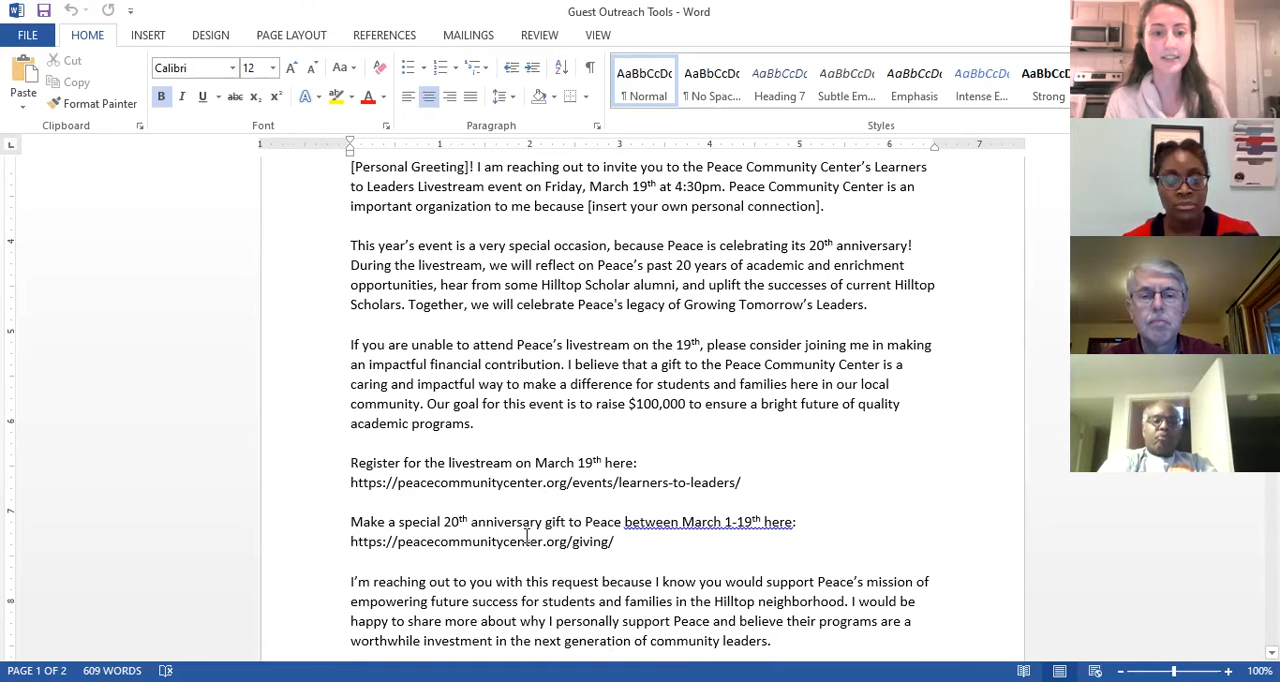 Guest Outreach Tools - Word
FILE HOME INSERT DESIGN PAGE LAYOUT REFERENCES MAILINGS REVIEW VIEW
Cut
Copy
Paste
Format Painter
Clipboard
Calibri 12
Font
Paragraph
AaBbCcDc AaBbCcDc AaBbCcDc AaBbCcDc AaBbCcDc AaBbCcDc AaBbCcDc
¶ Normal ¶ No Spac... Heading 7 Subtle Em... Emphasis Intense E... Strong
Styles
1 1 2 3 4 5 6 7
[Personal Greeting]! I am reaching out to invite you to the Peace Community Center’s Learners
to Leaders Livestream event on Friday, March 19th at 4:30pm. Peace Community Center is an
important organization to me because [insert your own personal connection].
This year’s event is a very special occasion, because Peace is celebrating its 20th anniversary!
During the livestream, we will reflect on Peace’s past 20 years of academic and enrichment
opportunities, hear from some Hilltop Scholar alumni, and uplift the successes of current Hilltop
Scholars. Together, we will celebrate Peace's legacy of Growing Tomorrow’s Leaders.
If you are unable to attend Peace’s livestream on the 19th, please consider joining me in making
an impactful financial contribution. I believe that a gift to the Peace Community Center is a
caring and impactful way to make a difference for students and families here in our local
community. Our goal for this event is to raise $100,000 to ensure a bright future of quality
academic programs.
Register for the livestream on March 19th here:
https://peacecommunitycenter.org/events/learners-to-leaders/
Make a special 20th anniversary gift to Peace between March 1-19th here:
https://peacecommunitycenter.org/giving/
I’m reaching out to you with this request because I know you would support Peace’s mission of
empowering future success for students and families in the Hilltop neighborhood. I would be
happy to share more about why I personally support Peace and believe their programs are a
worthwhile investment in the next generation of community leaders.
4
5
6
7
8
PAGE 1 OF 2 609 WORDS 100%